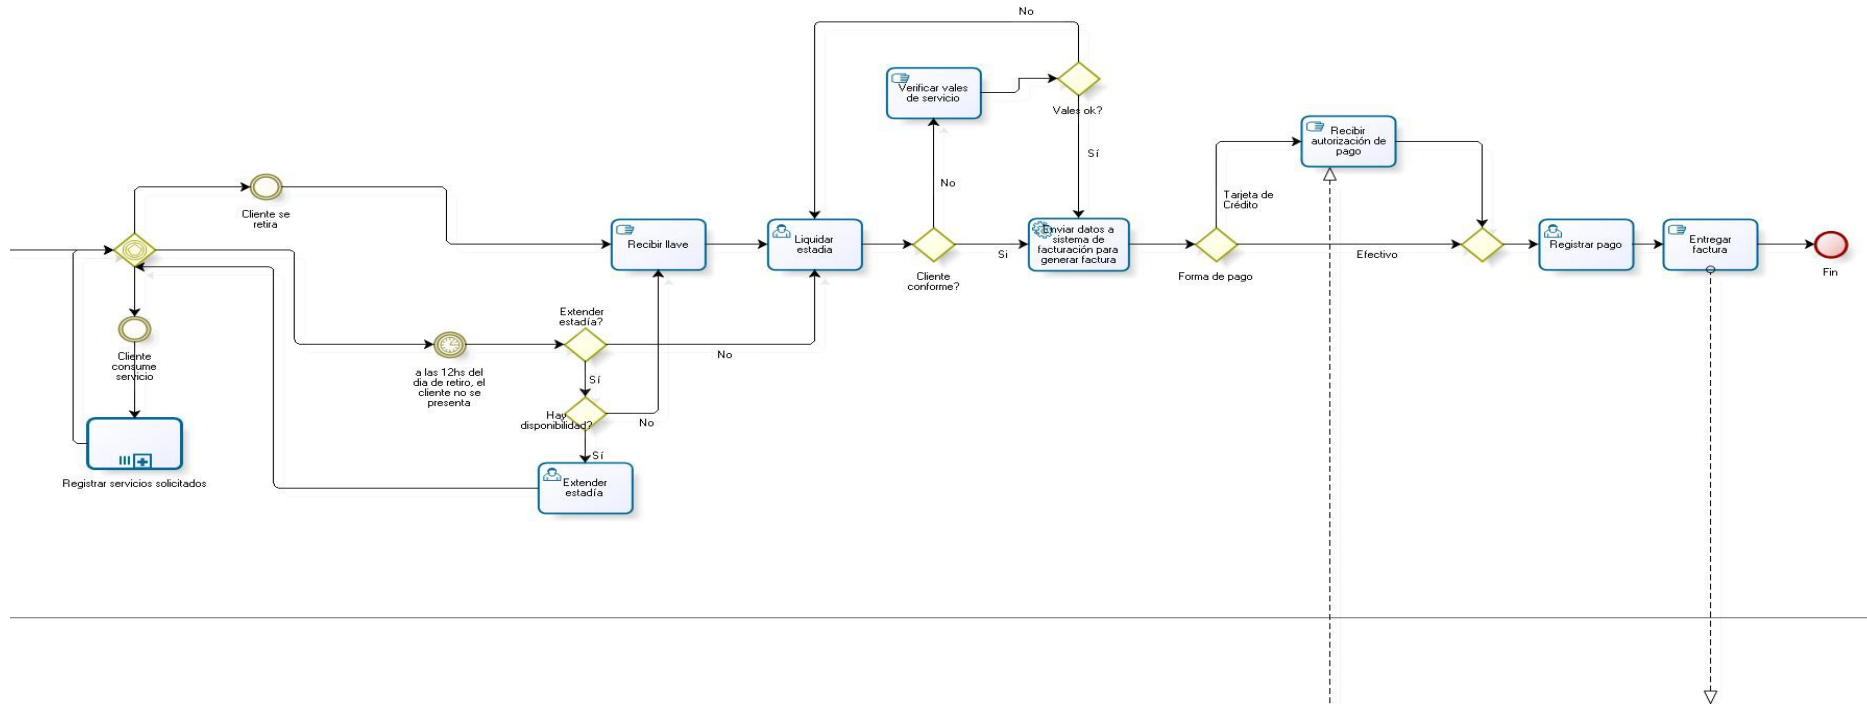 No
Verificar vales
de servicio
Vales ok?
Sí
Recibir
autorización de
pago
No
Tarjeta de
Crédito
Cliente se
retira
Recibir llave
Liquidar
estadia
Cliente
conforme?
Si
Enviar datos a
sistema de
facturación para
generar factura
Forma de pago
Efectivo
Registrar pago
Entregar
factura
Fin
Extender
estadía?
No
Cliente
consume
servicio
a las 12hs del
dia de retiro, el
cliente no se
presenta
Sí
Hay
disponibilidad?
No
Sí
Extender
estadía
Registrar servicios solicitados